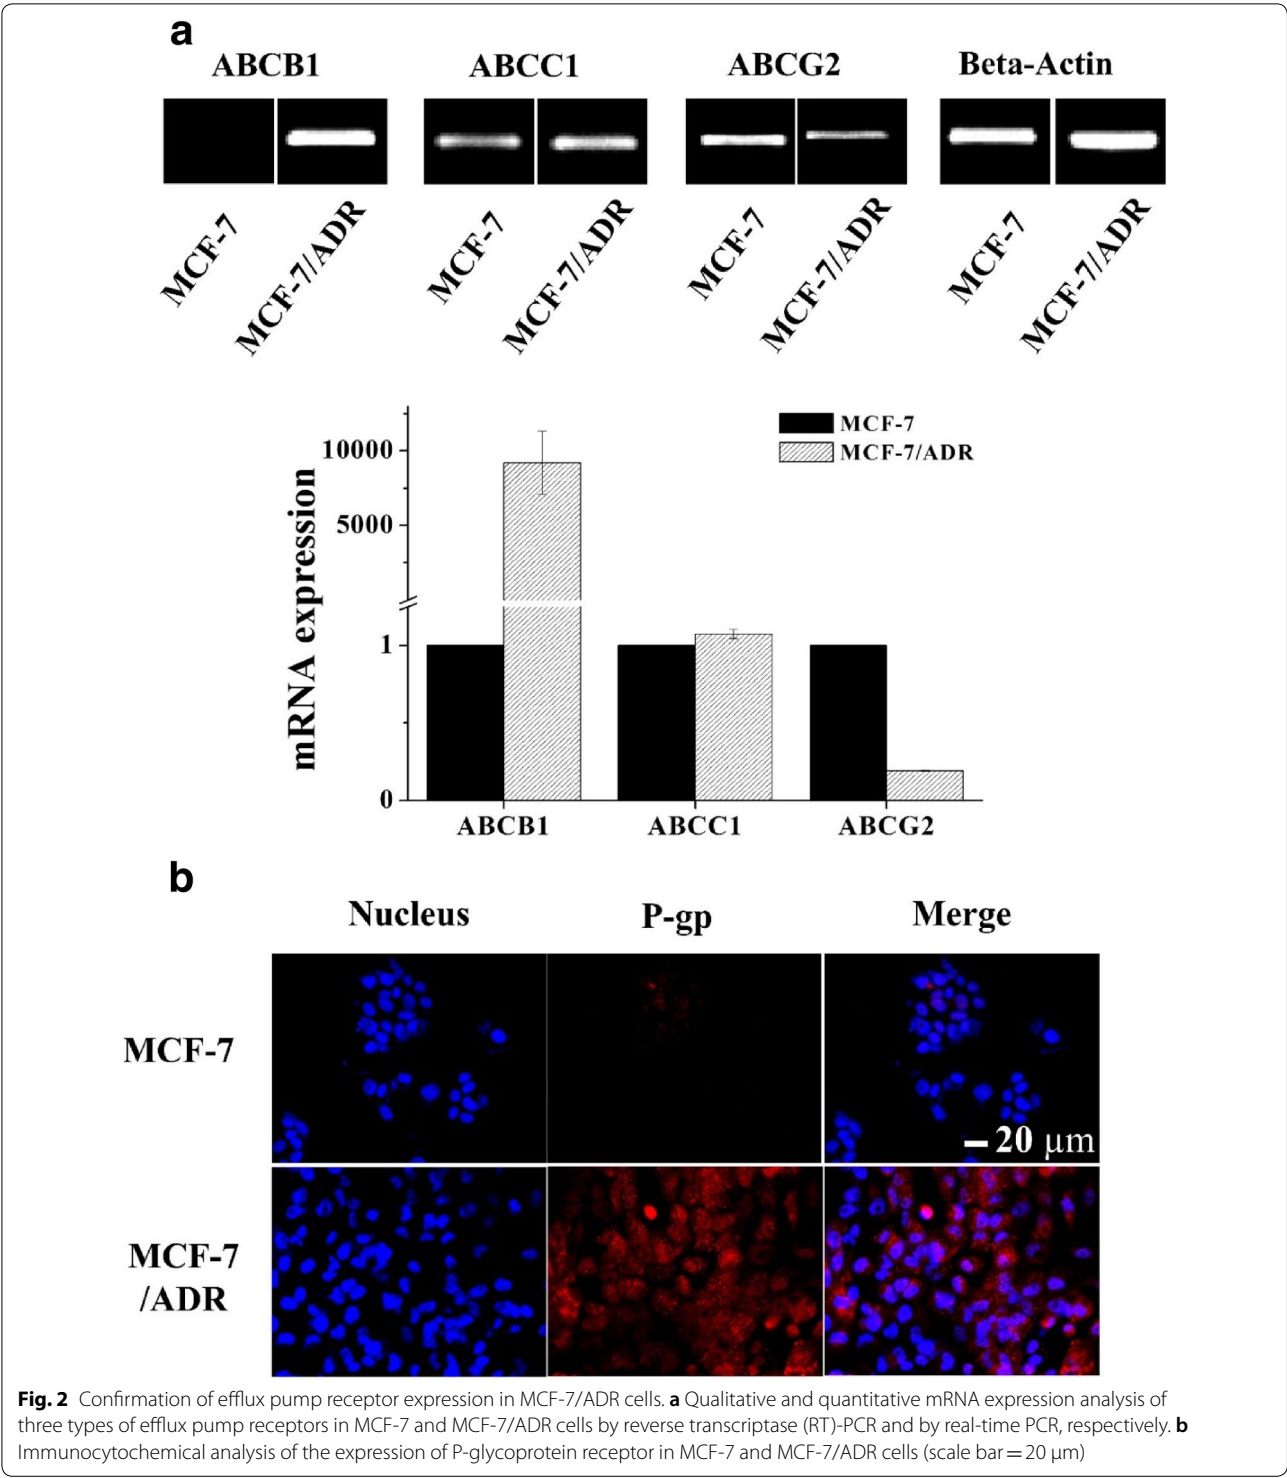 a
ABCB1 ABCC1 ABCG2 Beta-Actin
MCF-7 MCF-7/ADR MCF-7 MCF-7/ADR MCF-7 MCF-7/ADR MCF-7 MCF-7/ADR
MCF-7
MCF-7/ADR
mRNA expression
10000
5000
1
0
ABCB1 ABCC1 ABCG2
b
Nucleus P-gp Merge
MCF-7
20 µm
MCF-7
/ADR
Fig. 2 Confirmation of efflux pump receptor expression in MCF-7/ADR cells. a Qualitative and quantitative mRNA expression analysis of
three types of efflux pump receptors in MCF-7 and MCF-7/ADR cells by reverse transcriptase (RT)-PCR and by real-time PCR, respectively. b
Immunocytochemical analysis of the expression of P-glycoprotein receptor in MCF-7 and MCF-7/ADR cells (scale bar = 20 µm)